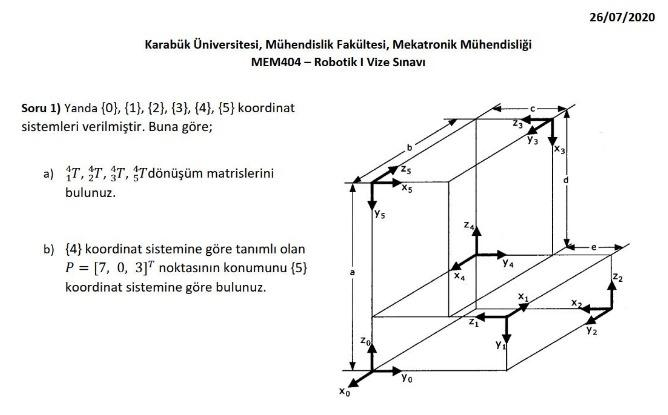 26/07/2020
Karabük Üniversitesi, Mühendislik Fakültesi, Mekatronik Mühendisliği
MEM404 – Robotik I Vize Sınavı
Soru 1) Yanda {0}, {1}, {2}, {3}, {4}, {5} koordinat
sistemleri verilmiştir. Buna göre;
a) ⁴₁T, ⁴₂T, ⁴₃T, ⁴₅T dönüşüm matrislerini
bulunuz.
b) {4} koordinat sistemine göre tanımlı olan
P = [7, 0, 3]ᵀ noktasının konumunu {5}
koordinat sistemine göre bulunuz.
c
z₃
y₃
x₃
b
z₅
x₅
y₅
d
a
z₄
y₄
x₄
e
z₂
x₂
y₂
x₁
z₁
y₁
z₀
y₀
x₀